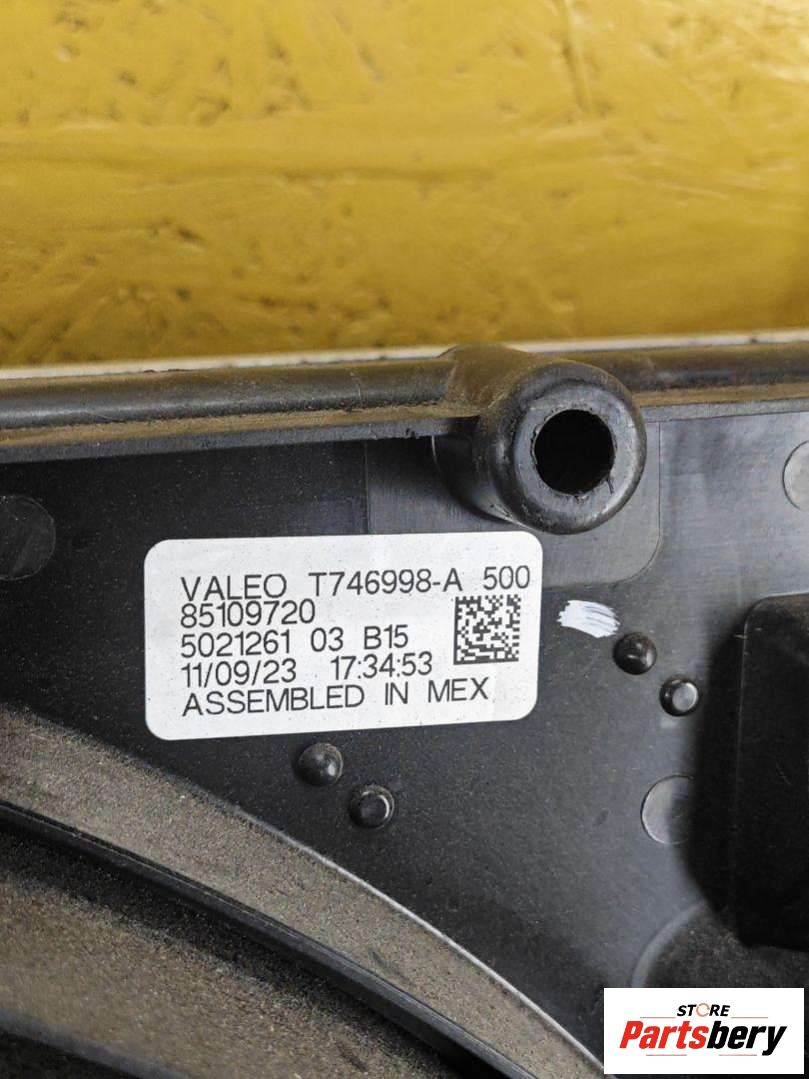 VALEO T746998-A 500
85109720
5021261 03 B15
11/09/23 17:34:53
ASSEMBLED IN MEX
STORE
Partsbery